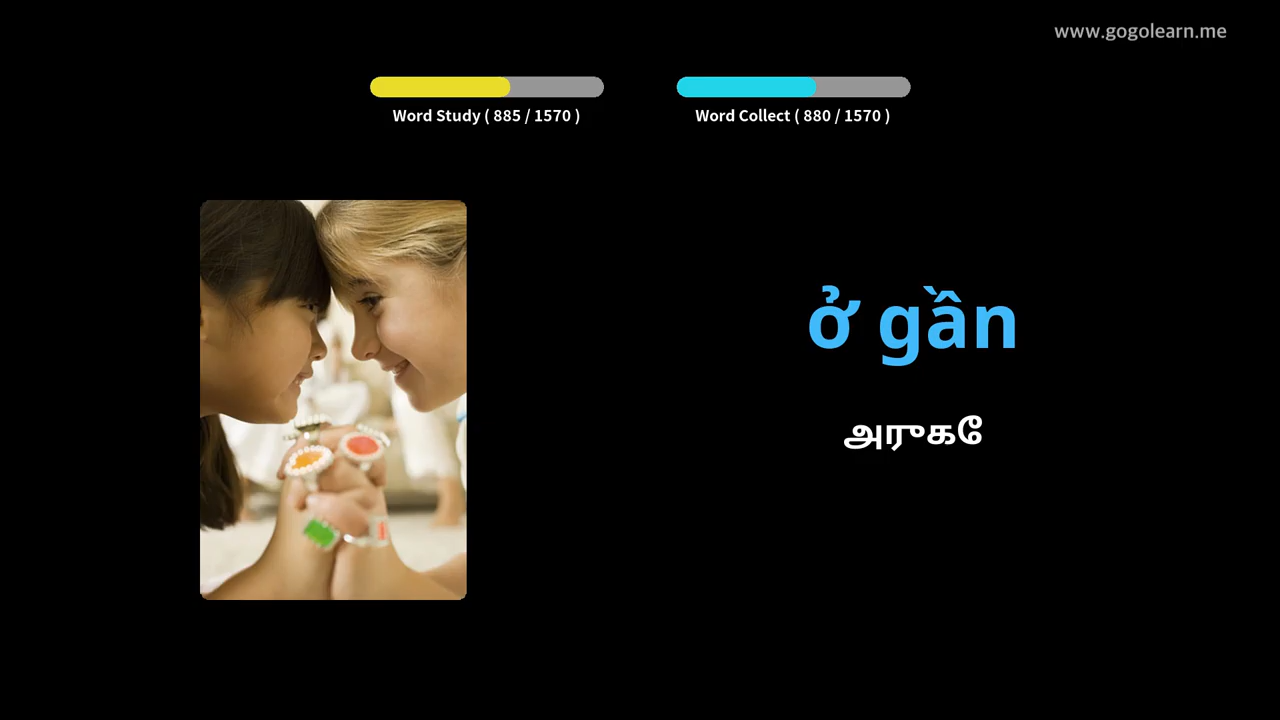 www.gogolearn.me
Word Study ( 885 / 1570 )
Word Collect ( 880 / 1570 )
ở gần
அருகே